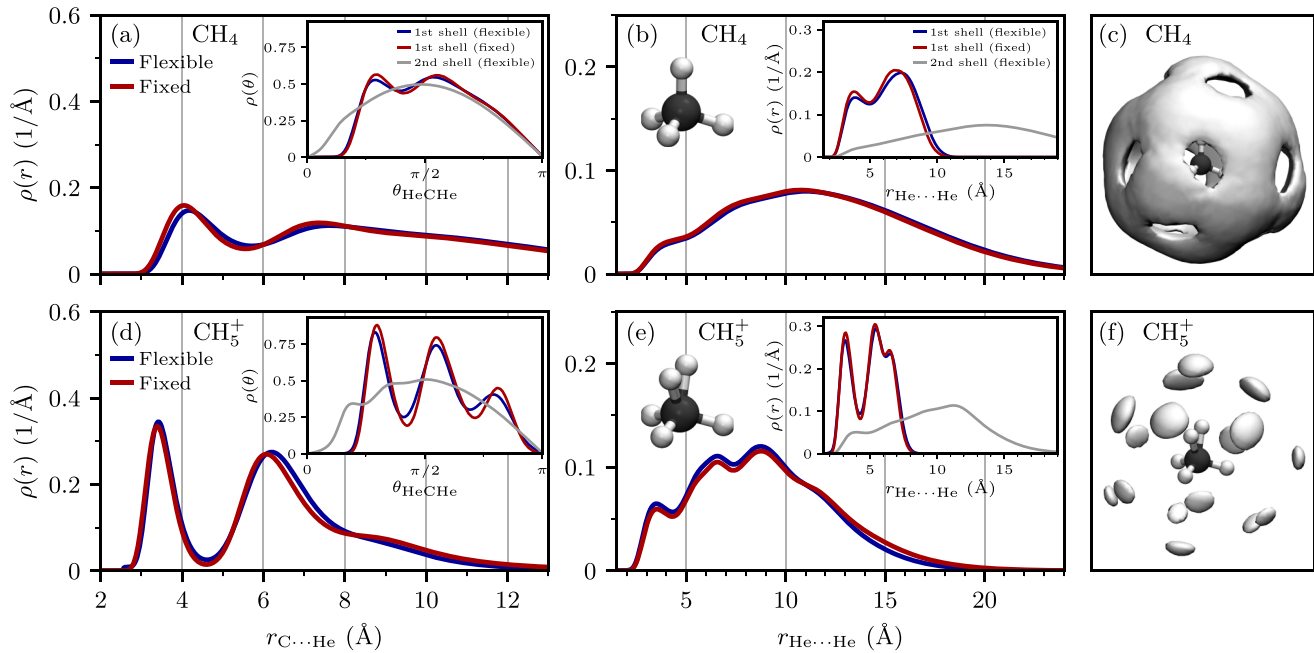 (a)
CH₄
Flexible
Fixed
ρ(r) (1/Å)
0.6
0.4
0.2
0
1st shell (flexible)
1st shell (fixed)
2nd shell (flexible)
ρ(θ)
0.75
0.5
0.25
0
0 π/2 π
θHeCHe
(b)
CH₄
0.2
0.1
0
1st shell (flexible)
1st shell (fixed)
2nd shell (flexible)
ρ(r) (1/Å)
0.3
0.2
0.1
0
5 10 15
rHe···He (Å)
(c) CH₄
(d)
CH₅⁺
Flexible
Fixed
ρ(r) (1/Å)
0.6
0.4
0.2
0
2 4 6 8 10 12
rC···He (Å)
ρ(θ)
0.75
0.5
0.25
0
0 π/2 π
θHeCHe
(e)
CH₅⁺
0.2
0.1
0
5 10 15 20
rHe···He (Å)
ρ(r) (1/Å)
0.3
0.2
0.1
0
5 10 15
rHe···He (Å)
(f) CH₅⁺